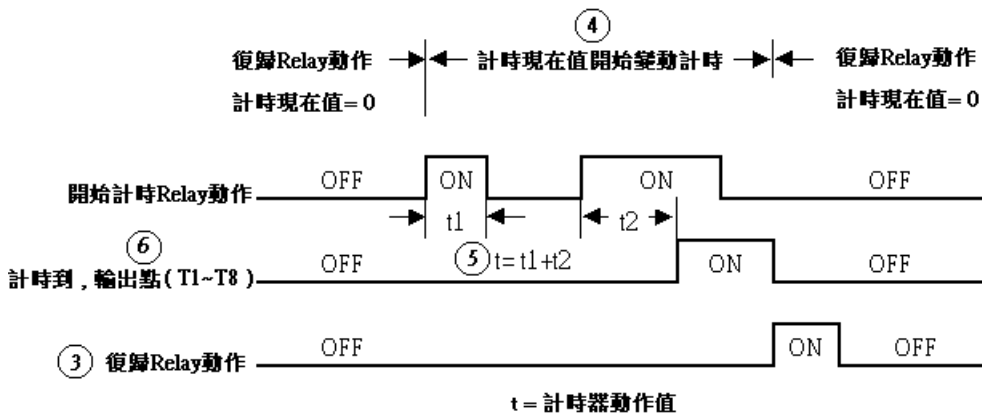 ④
復歸Relay動作 計時現在值開始變動計時 復歸Relay動作
計時現在值=0 計時現在值=0
開始計時Relay動作 OFF ON ON OFF
t1 t2
⑥ ⑤ t=t1+t2
計時到,輸出點(T1~T8) OFF ON OFF
③ 復歸Relay動作 OFF ON OFF
t=計時器動作值